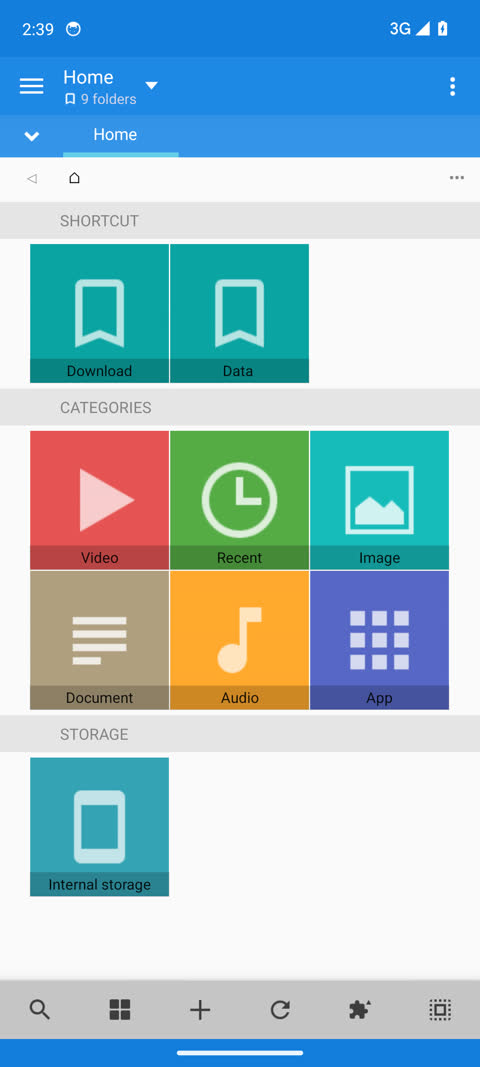 2:39
3G
Home
9 folders
Home
SHORTCUT
Download
Data
CATEGORIES
Video
Recent
Image
Document
Audio
App
STORAGE
Internal storage